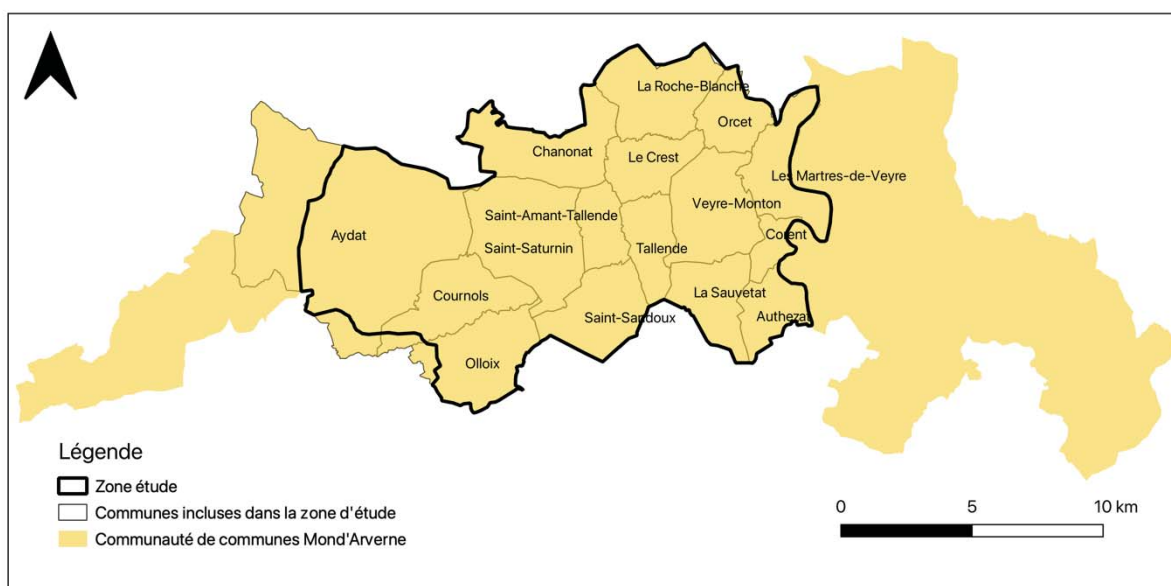 La Roche-Blanche
Orcet
Chanonat
Le Crest
Les Martres-de-Veyre
Veyre-Monton
Saint-Amant-Tallende
Aydat
Corent
Saint-Saturnin
Tallende
Cournols
La Sauvetat
Saint-Sandoux
Authezat
Olloix
Légende
Zone étude
Communes incluses dans la zone d'étude
Communauté de communes Mond'Arverne
0 5 10 km